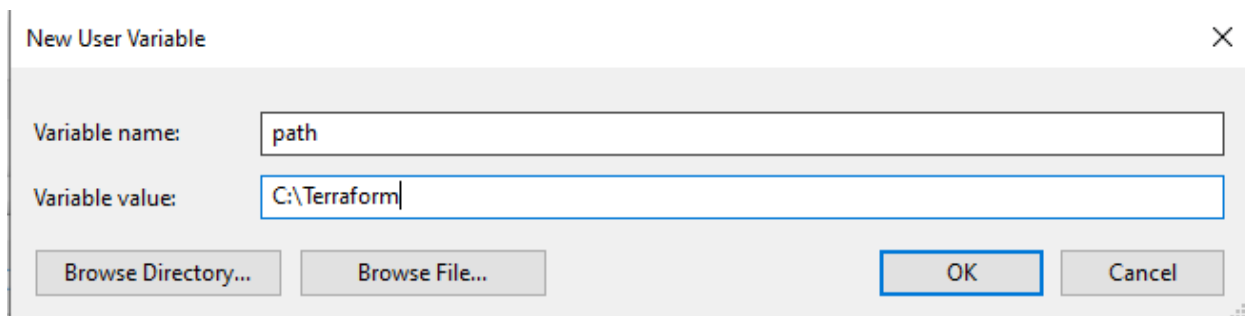 New User Variable
Variable name: path
Variable value: C:\Terraform
Browse Directory... Browse File... OK Cancel